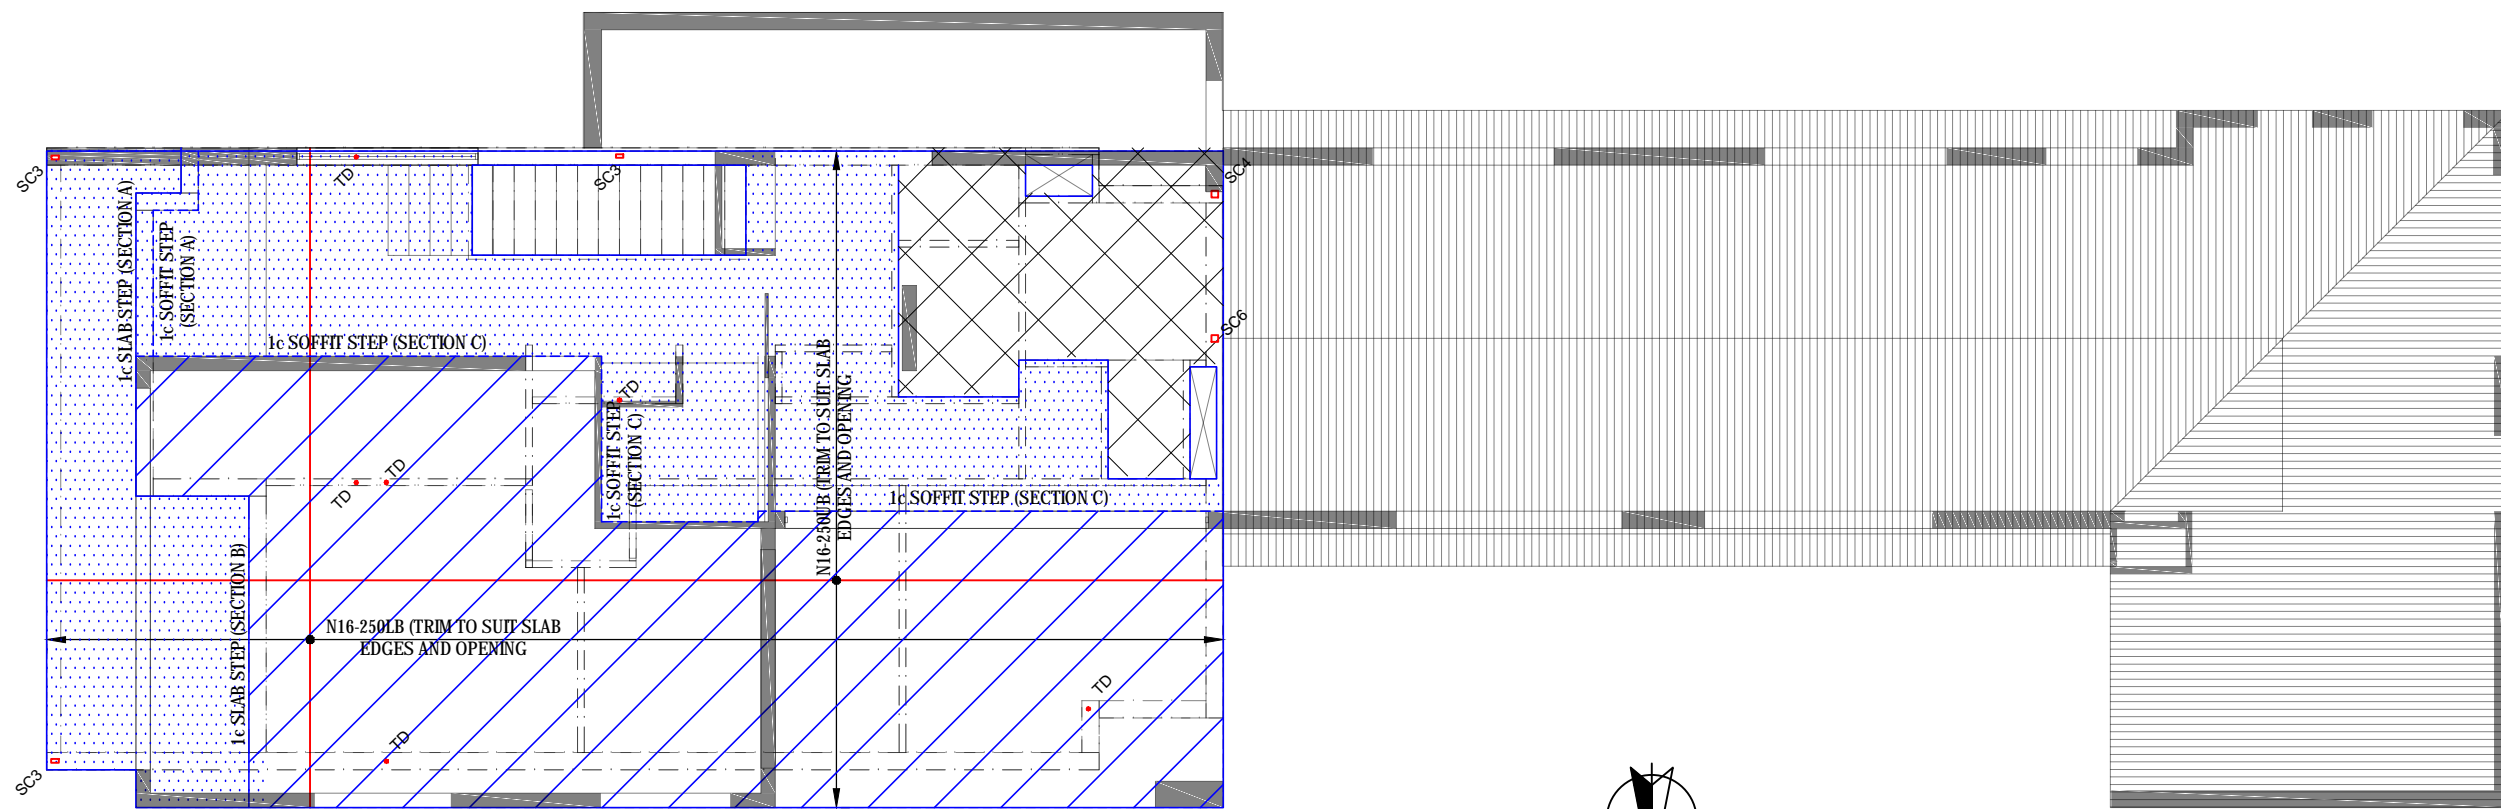 SC3
TD
SC3
SC4
1c SLAB STEP (SECTION A)
1c SOFFIT STEP
(SECTION A)
1c SOFFIT STEP (SECTION C)
SC6
TD
1c SOFFIT STEP
(SECTION C)
N16-250UB (TRIM TO SUIT SLAB
EDGES AND OPENING
TD
TD
1c SOFFIT STEP (SECTION C)
1c SLAB STEP (SECTION B)
N16-250LB (TRIM TO SUIT SLAB
EDGES AND OPENING
TD
TD
SC3